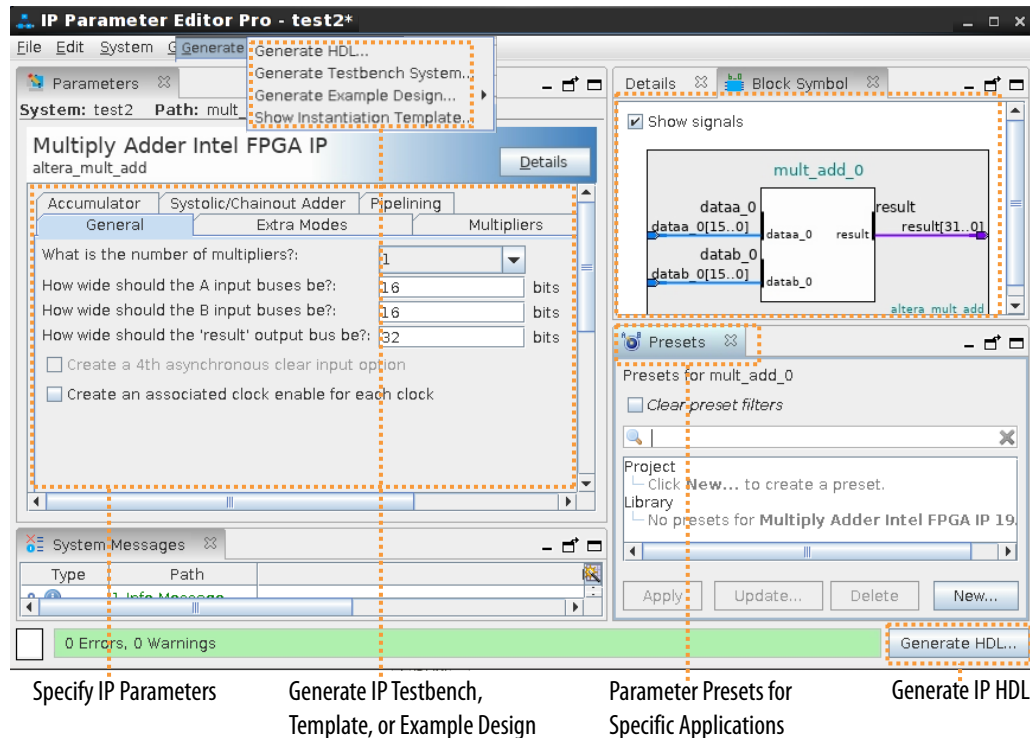 IP Parameter Editor Pro - test2*
File Edit System G Generate
Generate HDL...
Generate Testbench System...
Generate Example Design...
Show Instantiation Template...
Parameters
System: test2 Path: mult_
Multiply Adder Intel FPGA IP
altera_mult_add
Details
Accumulator Systolic/Chainout Adder Pipelining
General Extra Modes Multipliers
What is the number of multipliers?: 1
How wide should the A input buses be?: 16 bits
How wide should the B input buses be?: 16 bits
How wide should the 'result' output bus be?: 32 bits
Create a 4th asynchronous clear input option
Create an associated clock enable for each clock
System Messages
Type Path
1 Info Message
0 Errors, 0 Warnings
Details Block Symbol
Show signals
mult_add_0
dataa_0 result
dataa_0[15..0] dataa_0 result result[31..0]
datab_0
datab_0[15..0] datab_0
altera_mult_add
Presets
Presets for mult_add_0
Clear preset filters
Project
Click New... to create a preset.
Library
No presets for Multiply Adder Intel FPGA IP 19.
Apply Update... Delete New...
Generate HDL...
Specify IP Parameters
Generate IP Testbench,
Template, or Example Design
Parameter Presets for
Specific Applications
Generate IP HDL